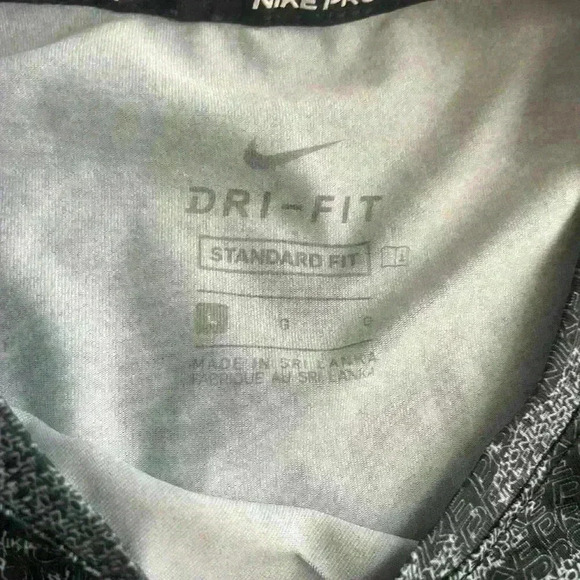 NIKE PRO
DRI-FIT
STANDARD FIT
L G G
MADE IN SRI LANKA
FABRIQUE AU SRI LANKA